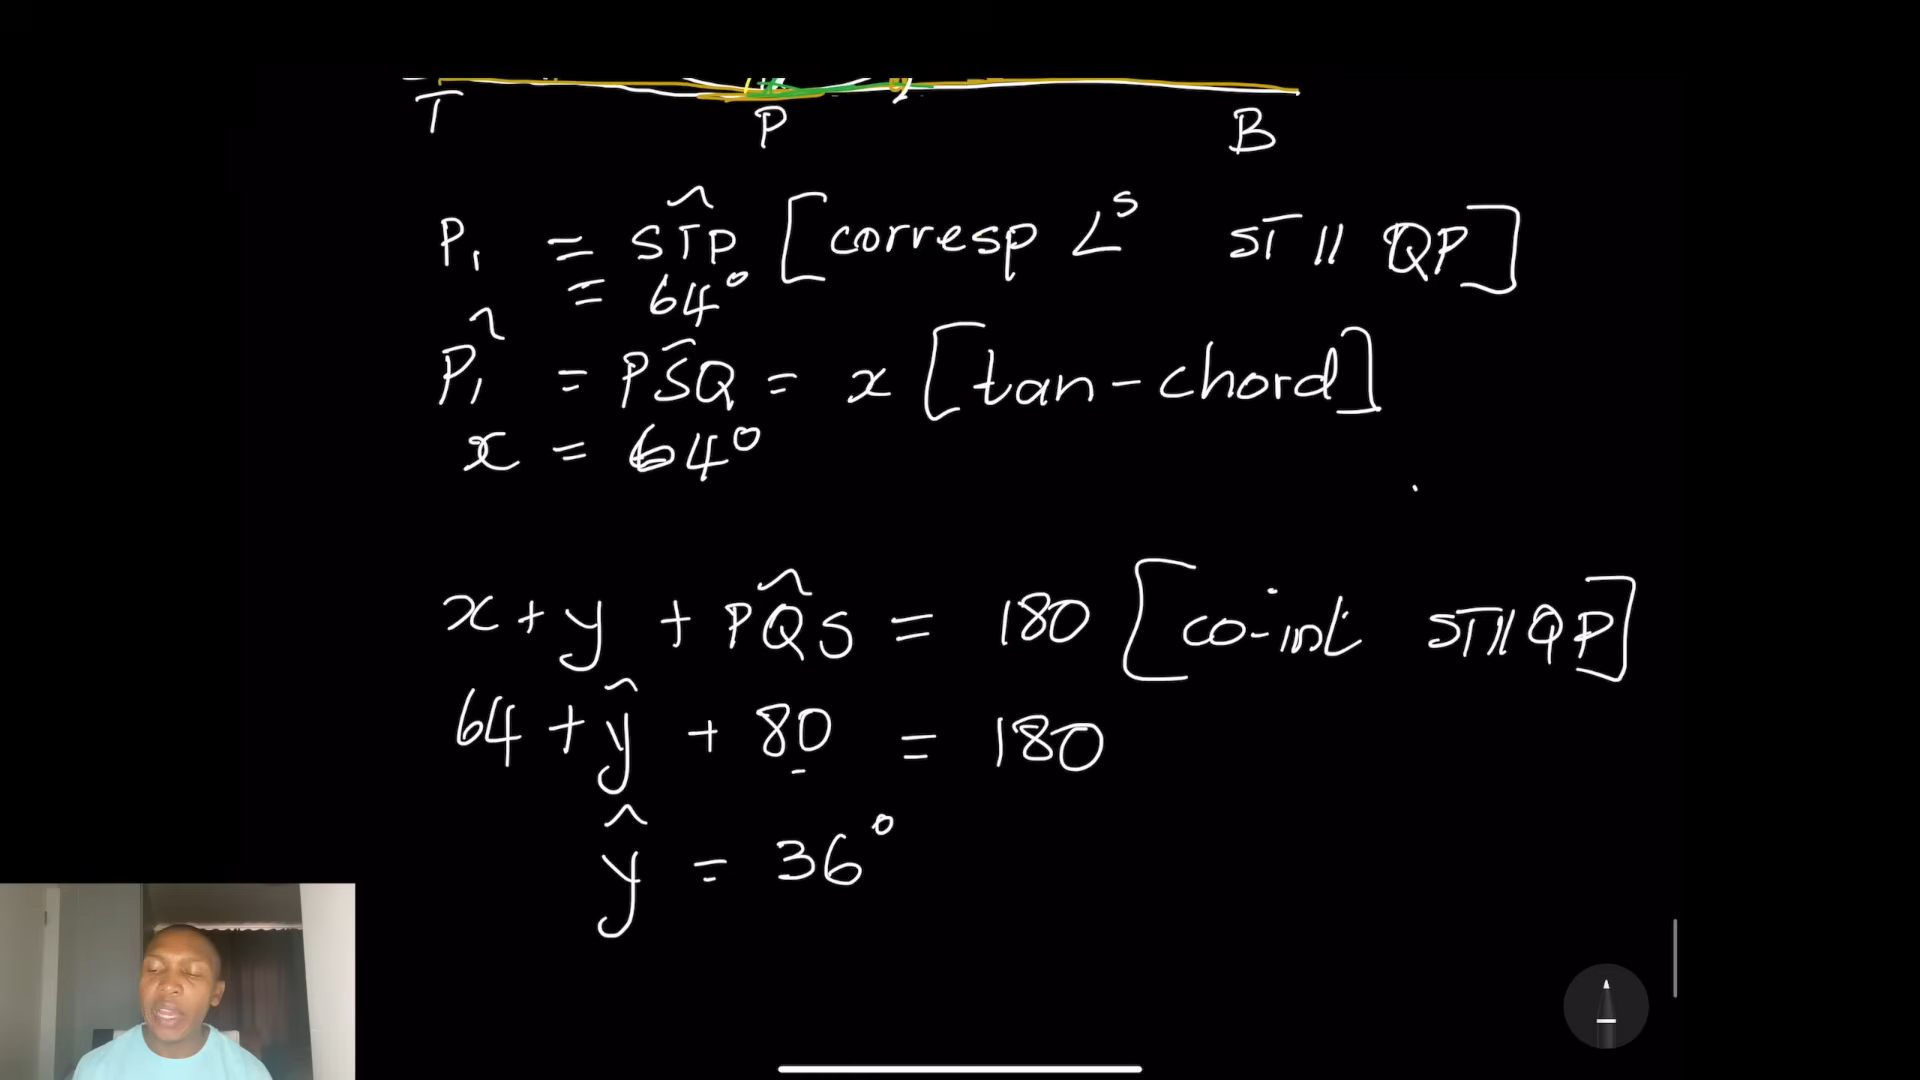 T P B
P₁ = ST̂P [corresp ∠ˢ ST // QP]
= 64°
P̂₁ = PŜQ = x [tan-chord]
x = 64°
x + y + PQ̂S = 180 [co-int ST//QP]
64 + ŷ + 80 = 180
ŷ = 36°